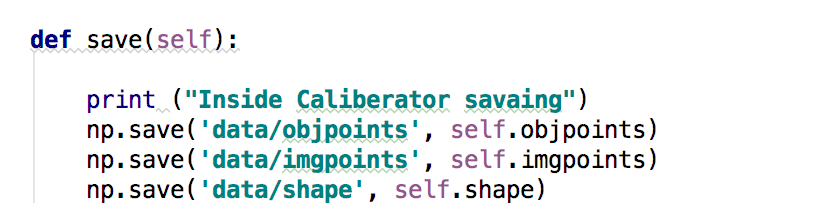 def save(self):
print ("Inside Caliberator savaing")
np.save('data/objpoints', self.objpoints)
np.save('data/imgpoints', self.imgpoints)
np.save('data/shape', self.shape)